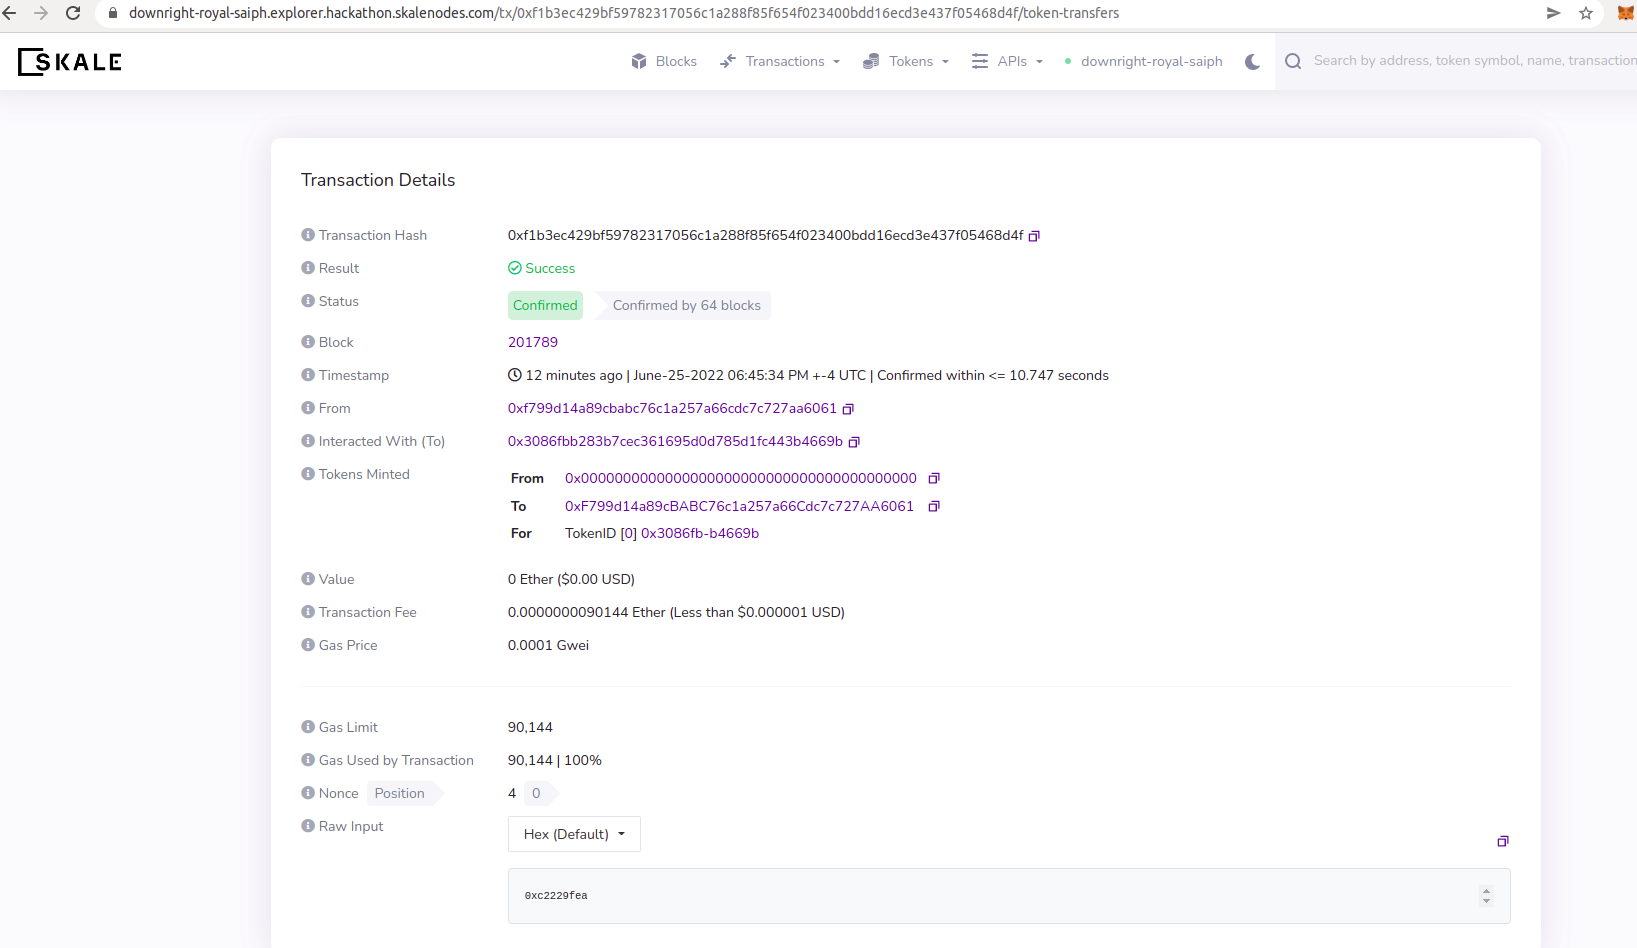 downright-royal-saiph.explorer.hackathon.skalenodes.com/tx/0xf1b3ec429bf59782317056c1a288f85f654f023400bdd16ecd3e437f05468d4f/token-transfers
SKALE Blocks Transactions Tokens APIs downright-royal-saiph Search by address, token symbol, name, transaction
Transaction Details
Transaction Hash 0xf1b3ec429bf59782317056c1a288f85f654f023400bdd16ecd3e437f05468d4f
Result Success
Status Confirmed Confirmed by 64 blocks
Block 201789
Timestamp 12 minutes ago | June-25-2022 06:45:34 PM +-4 UTC | Confirmed within <= 10.747 seconds
From 0xf799d14a89cbabc76c1a257a66cdc7c727aa6061
Interacted With (To) 0x3086fbb283b7cec361695d0d785d1fc443b4669b
Tokens Minted From 0x0000000000000000000000000000000000000000
To 0xF799d14a89cBABC76c1a257a66Cdc7c727AA6061
For TokenID [0] 0x3086fb-b4669b
Value 0 Ether ($0.00 USD)
Transaction Fee 0.0000000090144 Ether (Less than $0.000001 USD)
Gas Price 0.0001 Gwei
Gas Limit 90,144
Gas Used by Transaction 90,144 | 100%
Nonce Position 4 0
Raw Input Hex (Default)
0xc2229fea